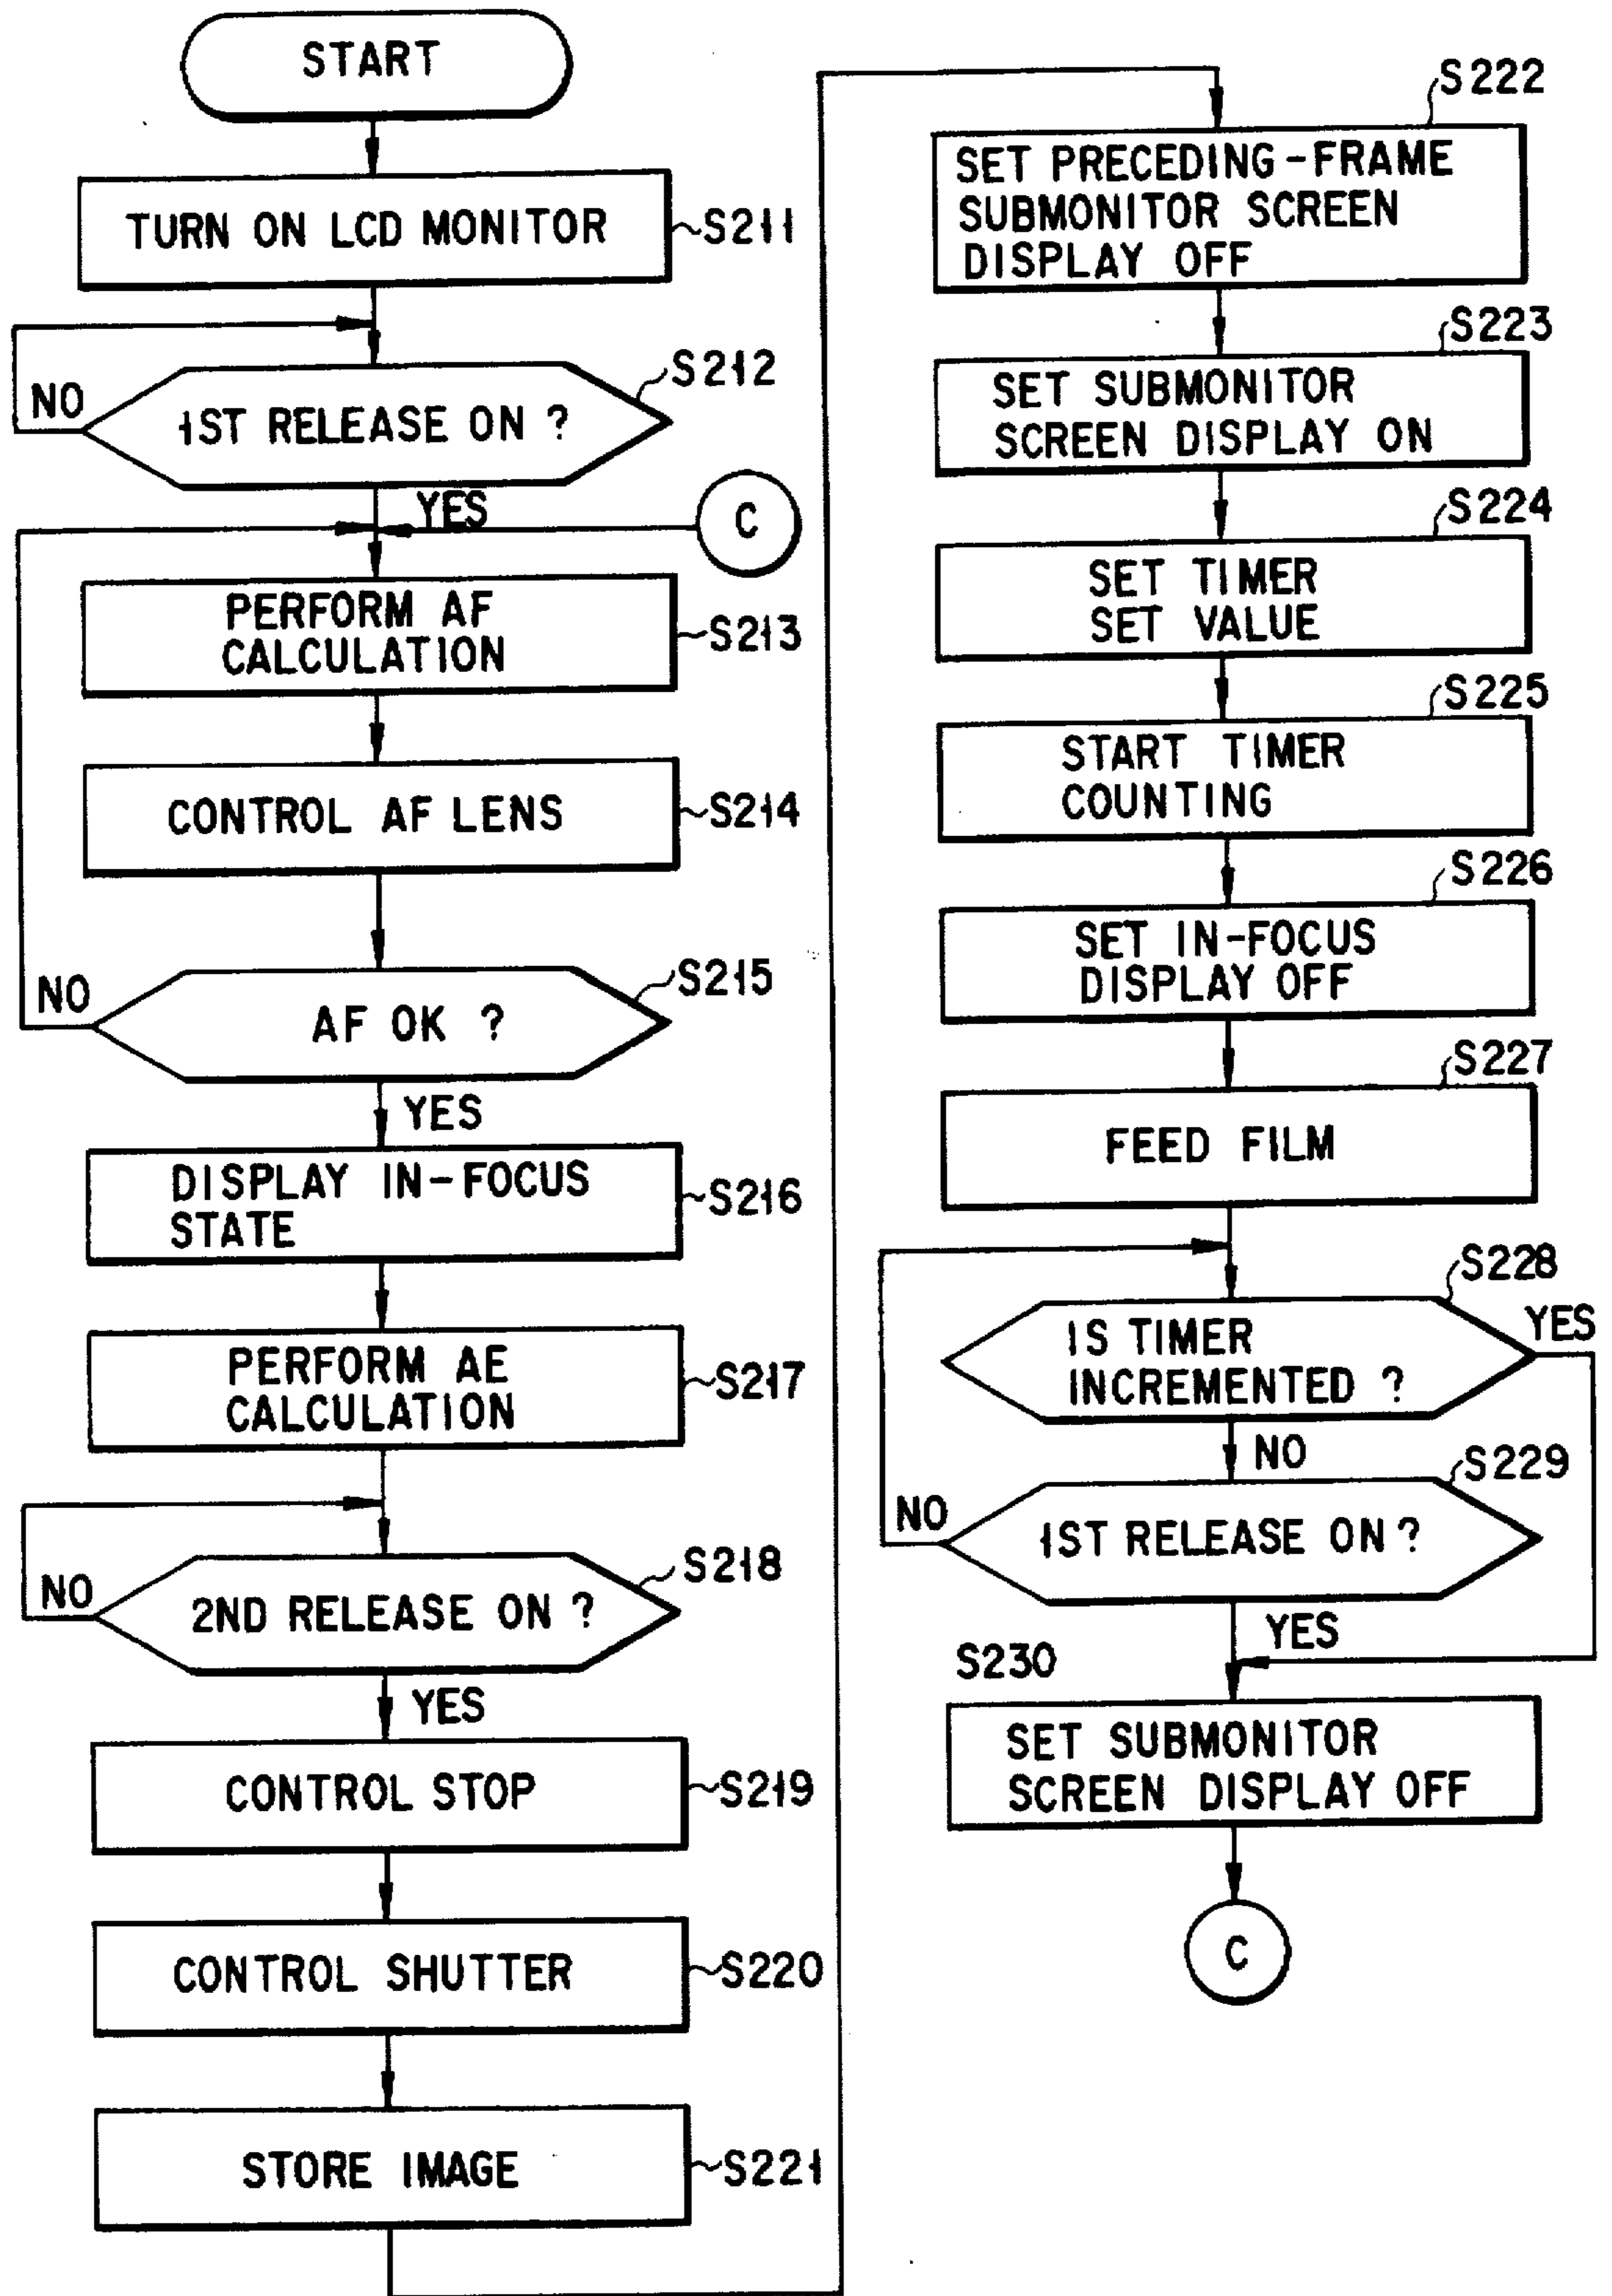 START
TURN ON LCD MONITOR
S211
1ST RELEASE ON ?
S212
NO
YES
C
PERFORM AF
CALCULATION
S213
CONTROL AF LENS
S214
AF OK ?
S215
NO
YES
DISPLAY IN-FOCUS
STATE
S216
PERFORM AE
CALCULATION
S217
2ND RELEASE ON ?
S218
NO
YES
CONTROL STOP
S219
CONTROL SHUTTER
S220
STORE IMAGE
S221
S222
SET PRECEDING-FRAME
SUBMONITOR SCREEN
DISPLAY OFF
S223
SET SUBMONITOR
SCREEN DISPLAY ON
S224
SET TIMER
SET VALUE
S225
START TIMER
COUNTING
S226
SET IN-FOCUS
DISPLAY OFF
S227
FEED FILM
S228
IS TIMER
INCREMENTED ?
YES
NO
S229
1ST RELEASE ON ?
NO
YES
S230
SET SUBMONITOR
SCREEN DISPLAY OFF
C